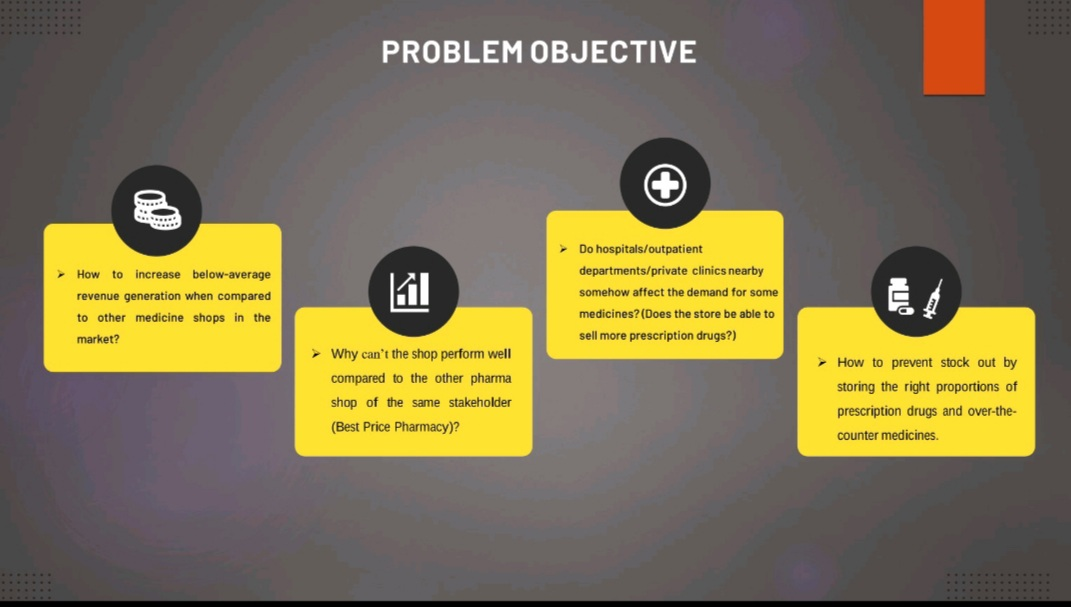 PROBLEM OBJECTIVE
➢ How to increase below-average
revenue generation when compared
to other medicine shops in the
market?
➢ Why can't the shop perform well
compared to the other pharma
shop of the same stakeholder
(Best Price Pharmacy)?
➢ Do hospitals/outpatient
departments/private clinics nearby
somehow affect the demand for some
medicines? (Does the store be able to
sell more prescription drugs?)
➢ How to prevent stock out by
storing the right proportions of
prescription drugs and over-the-
counter medicines.